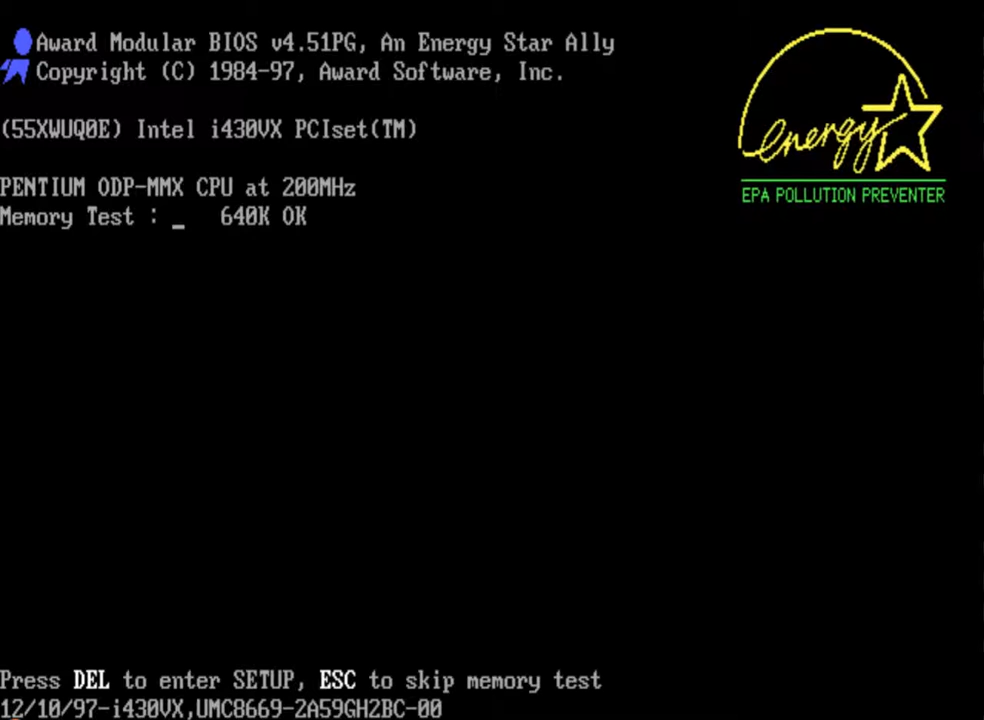 Award Modular BIOS v4.51PG, An Energy Star Ally
Copyright (C) 1984-97, Award Software, Inc.
energy
EPA POLLUTION PREVENTER
(55XWUQ0E) Intel i430VX PCIset(TM)
PENTIUM ODP-MMX CPU at 200MHz
Memory Test : _ 640K OK
Press DEL to enter SETUP, ESC to skip memory test
12/10/97-i430VX,UMC8669-2A59GH2BC-00